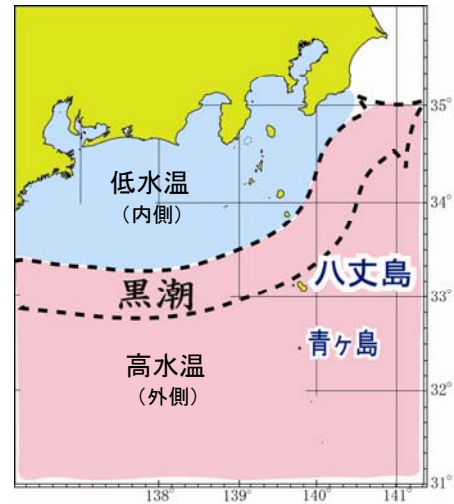 35°
低水温
（内側）
34°
八丈島
黒潮
33°
青ヶ島
高水温
（外側）
32°
31°
138°
139°
140°
141°